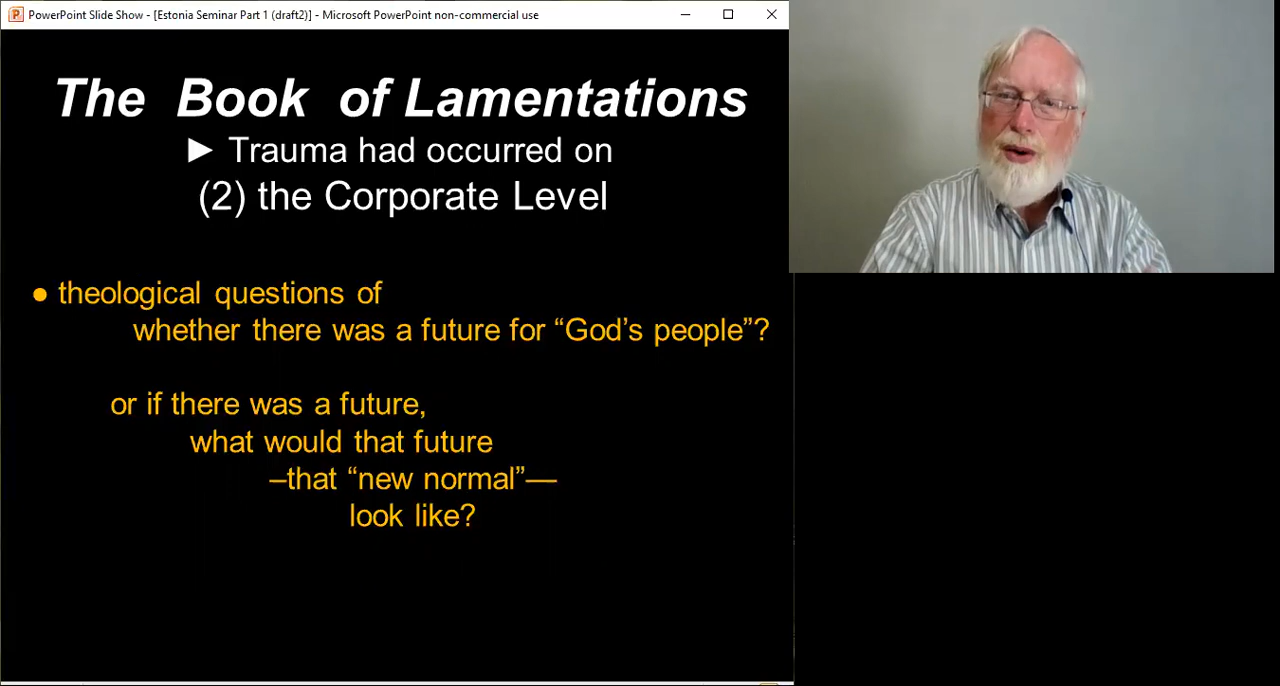 PowerPoint Slide Show - [Estonia Seminar Part 1 (draft2)] - Microsoft PowerPoint non-commercial use
The Book of Lamentations
► Trauma had occurred on
(2) the Corporate Level
● theological questions of
whether there was a future for “God’s people”?
or if there was a future,
what would that future
–that “new normal”—
look like?